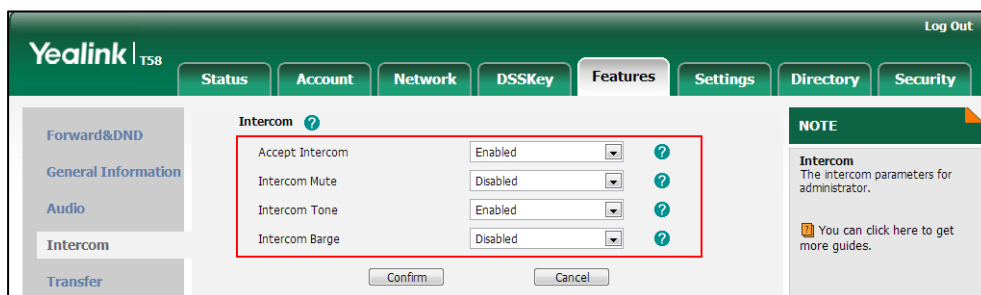 Log Out
Yealink T58
Status Account Network DSSKey Features Settings Directory Security
Forward&DND
General Information
Audio
Intercom
Transfer
Intercom ?
Accept Intercom Enabled ?
Intercom Mute Disabled ?
Intercom Tone Enabled ?
Intercom Barge Disabled ?
Confirm Cancel
NOTE
Intercom
The intercom parameters for
administrator.
? You can click here to get
more guides.